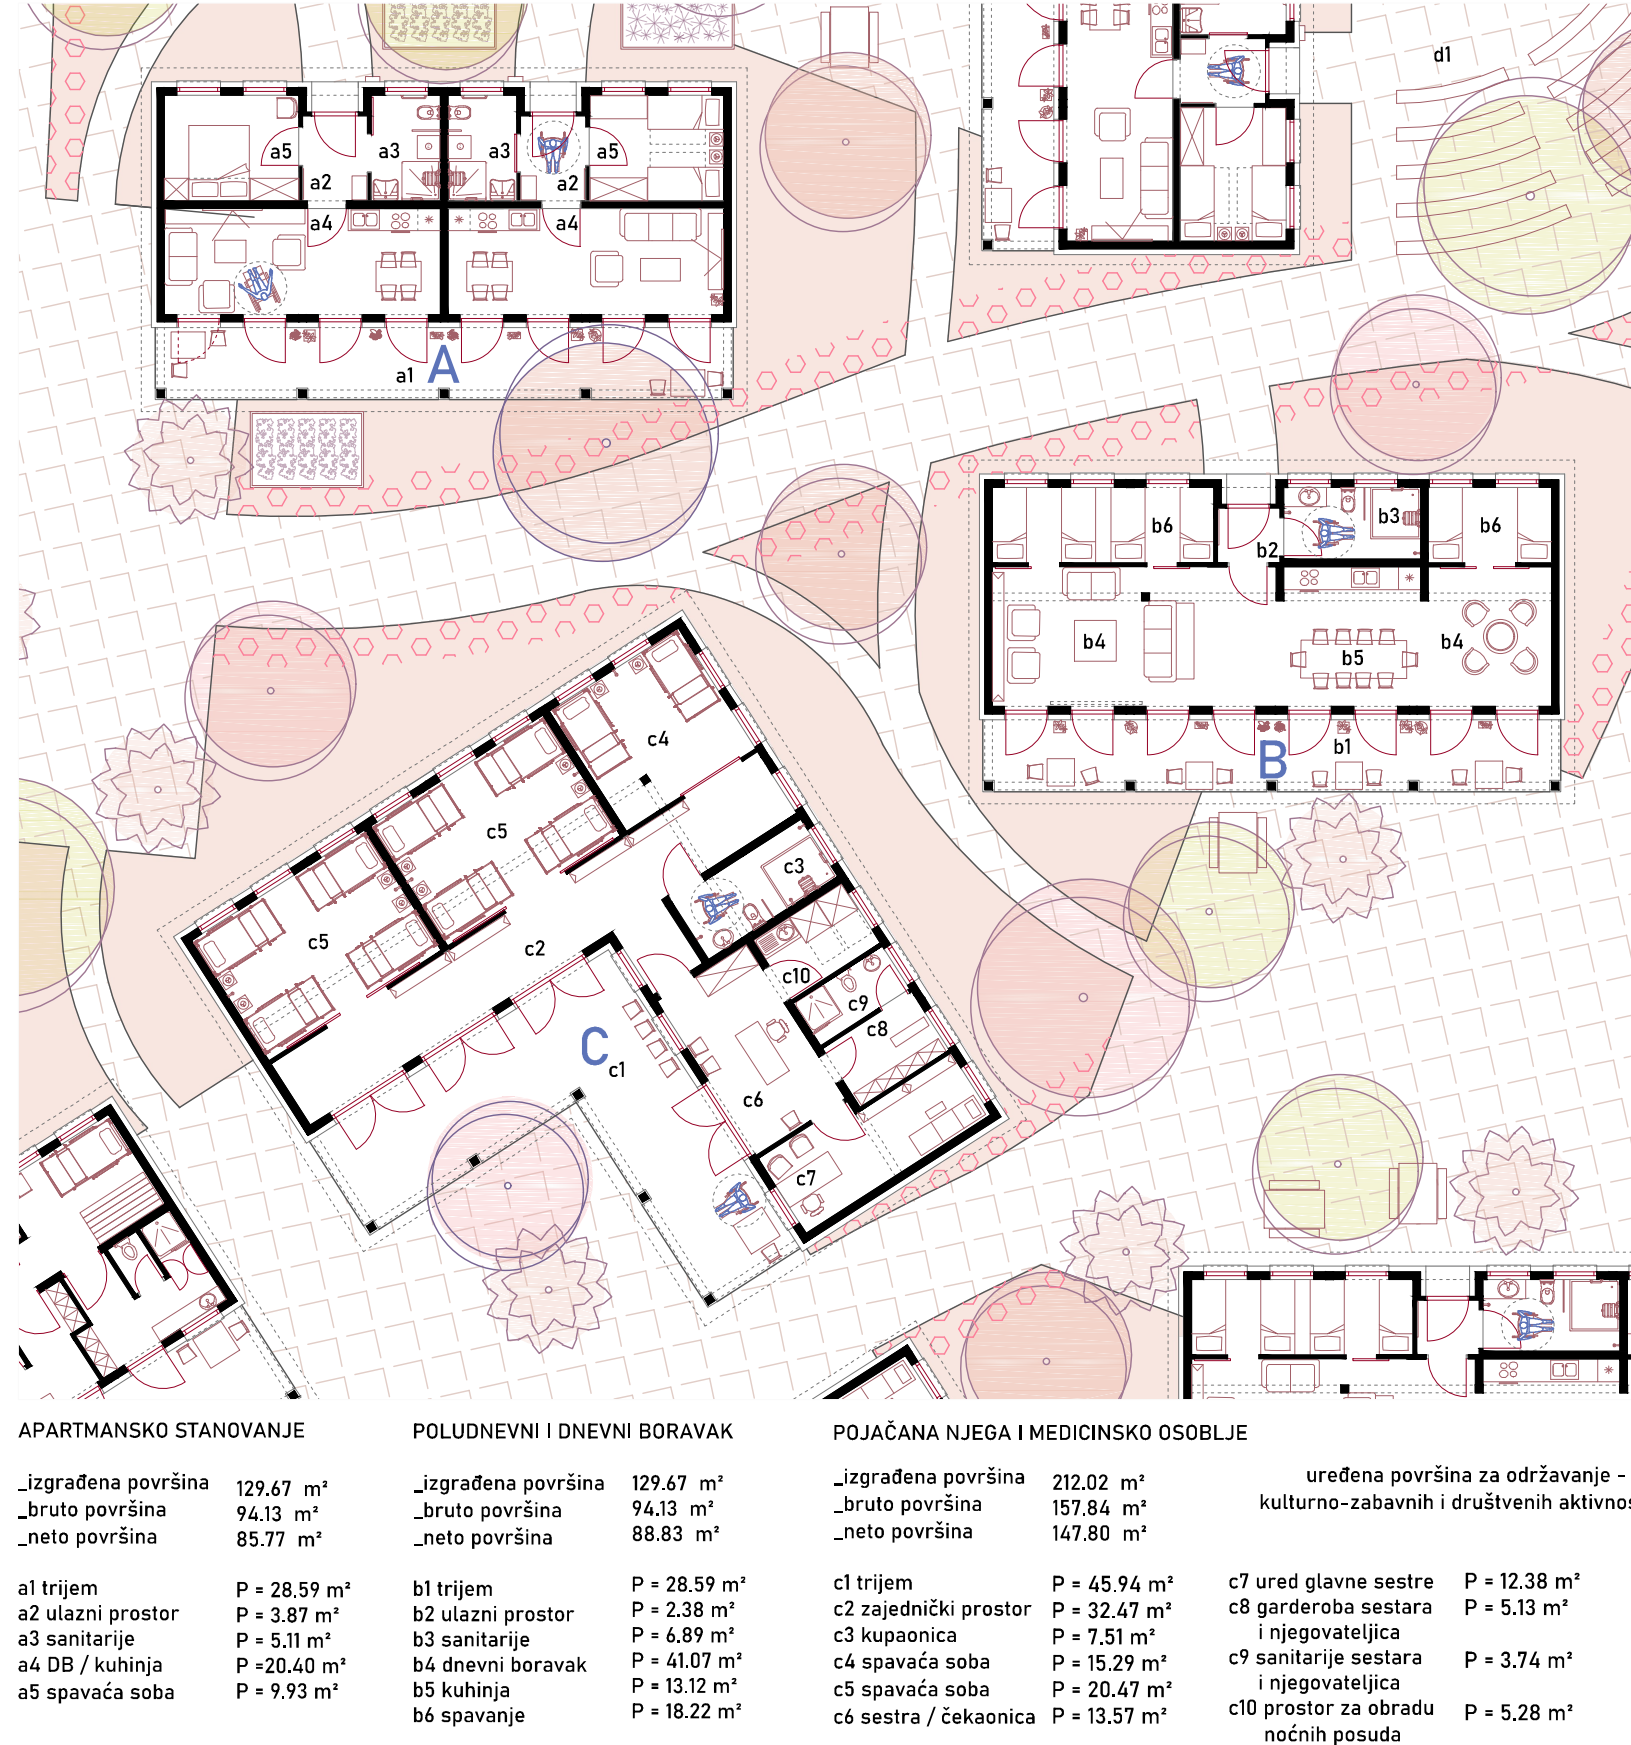 d1
a5
a3
a3
a5
a2
a2
a4
a4
a1
A
b6
b3
b6
b2
b4
b5
b4
b1
B
c4
c5
c3
c5
c2
c10
c9
c8
C
c1
c6
c7
APARTMANSKO STANOVANJE
_izgrađena površina 129.67 m²
_bruto površina 94.13 m²
_neto površina 85.77 m²
a1 trijem P = 28.59 m²
a2 ulazni prostor P = 3.87 m²
a3 sanitarije P = 5.11 m²
a4 DB / kuhinja P =20.40 m²
a5 spavaća soba P = 9.93 m²
POLUDNEVNI I DNEVNI BORAVAK
_izgrađena površina 129.67 m²
_bruto površina 94.13 m²
_neto površina 88.83 m²
b1 trijem P = 28.59 m²
b2 ulazni prostor P = 2.38 m²
b3 sanitarije P = 6.89 m²
b4 dnevni boravak P = 41.07 m²
b5 kuhinja P = 13.12 m²
b6 spavanje P = 18.22 m²
POJAČANA NJEGA I MEDICINSKO OSOBLJE
_izgrađena površina 212.02 m²
_bruto površina 157.84 m²
_neto površina 147.80 m²
c1 trijem P = 45.94 m²
c2 zajednički prostor P = 32.47 m²
c3 kupaonica P = 7.51 m²
c4 spavaća soba P = 15.29 m²
c5 spavaća soba P = 20.47 m²
c6 sestra / čekaonica P = 13.57 m²
uređena površina za održavanje -
kulturno-zabavnih i društvenih aktivnos
c7 ured glavne sestre P = 12.38 m²
c8 garderoba sestara P = 5.13 m²
i njegovateljica
c9 sanitarije sestara P = 3.74 m²
i njegovateljica
c10 prostor za obradu P = 5.28 m²
noćnih posuda